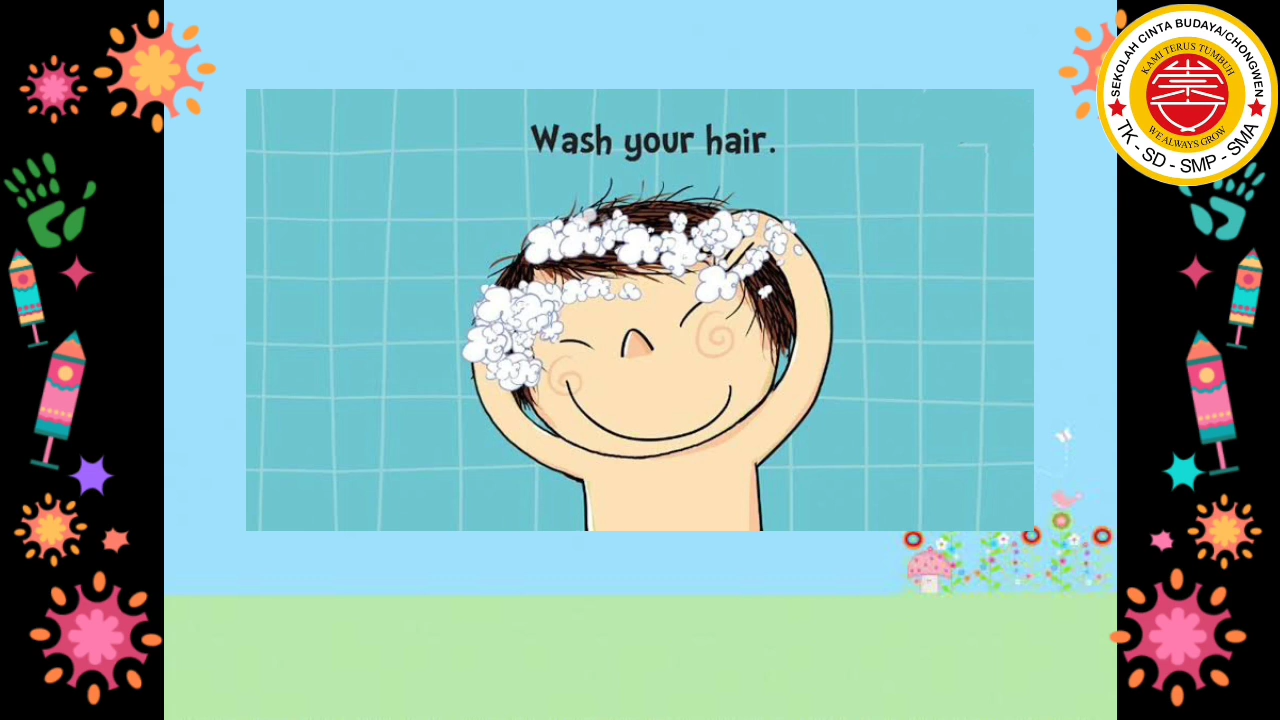 Wash your hair.
SEKOLAH CINTA BUDAYA/CHONGWEN
KAMI TERUS TUMBUH
WE ALWAYS GROW
TK - SD - SMP - SMA